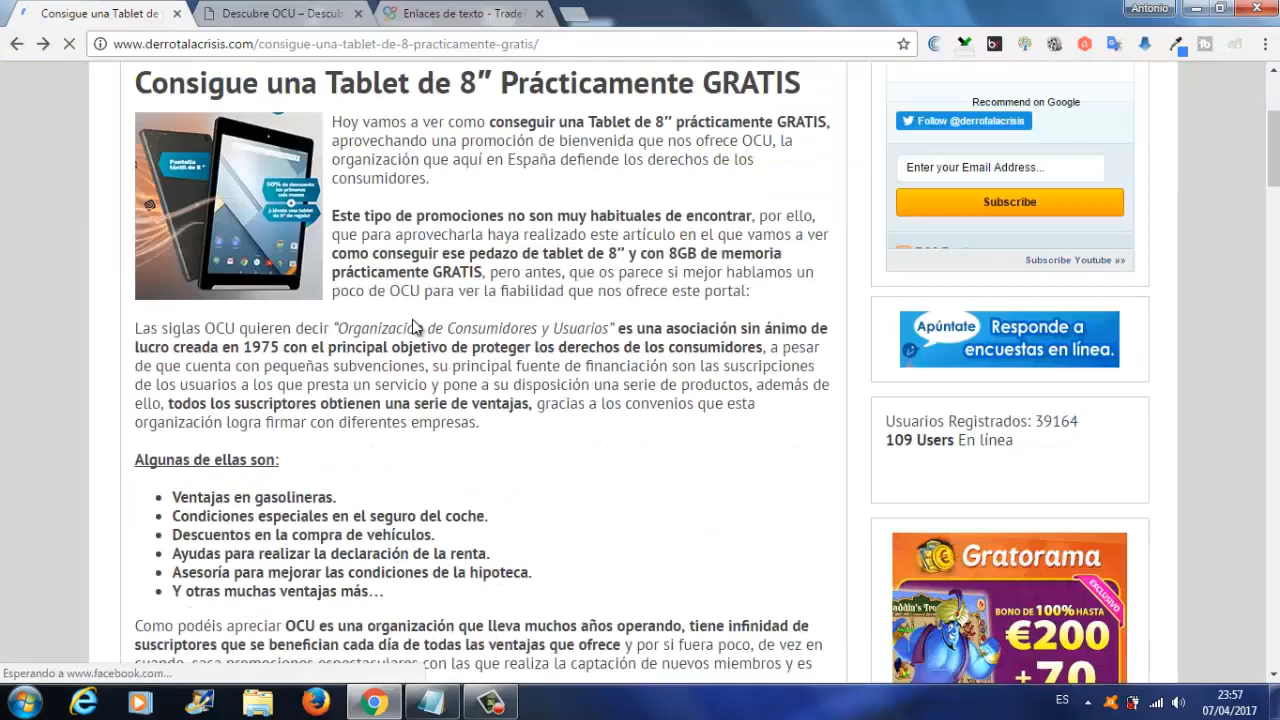 Consigue una Tablet de
Descubre OCU – Descub
Enlaces de texto - TradeT
Antonio
www.derrotalacrisis.com/consigue-una-tablet-de-8-practicamente-gratis/
Consigue una Tablet de 8″ Prácticamente GRATIS
Hoy vamos a ver como conseguir una Tablet de 8″ prácticamente GRATIS,
aprovechando una promoción de bienvenida que nos ofrece OCU, la
organización que aquí en España defiende los derechos de los
consumidores.
Este tipo de promociones no son muy habituales de encontrar, por ello,
que para aprovecharla haya realizado este artículo en el que vamos a ver
como conseguir ese pedazo de tablet de 8″ y con 8GB de memoria
prácticamente GRATIS, pero antes, que os parece si mejor hablamos un
poco de OCU para ver la fiabilidad que nos ofrece este portal:
Pantalla
táctil de 8"
50% de descuento
Las siglas OCU quieren decir “Organización de Consumidores y Usuarios” es una asociación sin ánimo de
lucro creada en 1975 con el principal objetivo de proteger los derechos de los consumidores, a pesar
de que cuenta con pequeñas subvenciones, su principal fuente de financiación son las suscripciones
de los usuarios a los que presta un servicio y pone a su disposición una serie de productos, además de
ello, todos los suscriptores obtienen una serie de ventajas, gracias a los convenios que esta
organización logra firmar con diferentes empresas.
Algunas de ellas son:
• Ventajas en gasolineras.
• Condiciones especiales en el seguro del coche.
• Descuentos en la compra de vehículos.
• Ayudas para realizar la declaración de la renta.
• Asesoría para mejorar las condiciones de la hipoteca.
• Y otras muchas ventajas más…
Como podéis apreciar OCU es una organización que lleva muchos años operando, tiene infinidad de
suscriptores que se benefician cada día de todas las ventajas que ofrece y por si fuera poco, de vez en
cuando, saca promociones espectaculares con las que realiza la captación de nuevos miembros y es
Recommend on Google
Follow @derrotalacrisis
Enter your Email Address...
Subscribe
Subscribe Youtube »»
Apúntate
Responde a
encuestas en línea.
Usuarios Registrados: 39164
109 Users En línea
Gratorama
EXCLUSIVO
BONO DE 100% HASTA
€200
+70
Esperando a www.facebook.com...
ES
23:57
07/04/2017